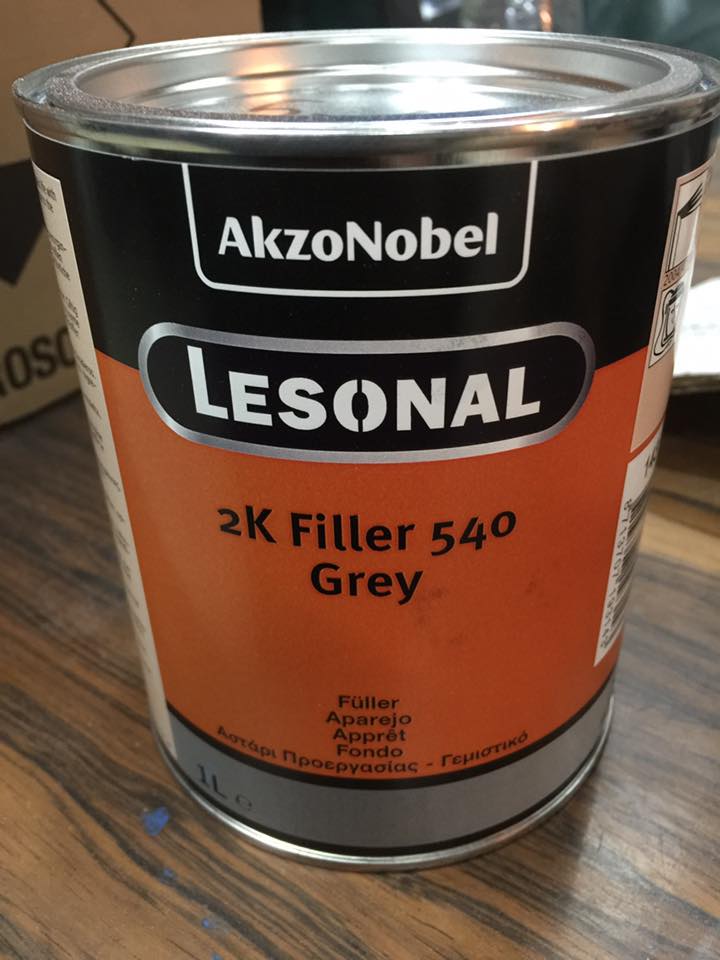 AkzoNobel
LESONAL
2K Filler 540
Grey
Füller
Aparejo
Apprêt
Fondo
Αστάρι Προεργασίας - Γεμιστικό
1L e